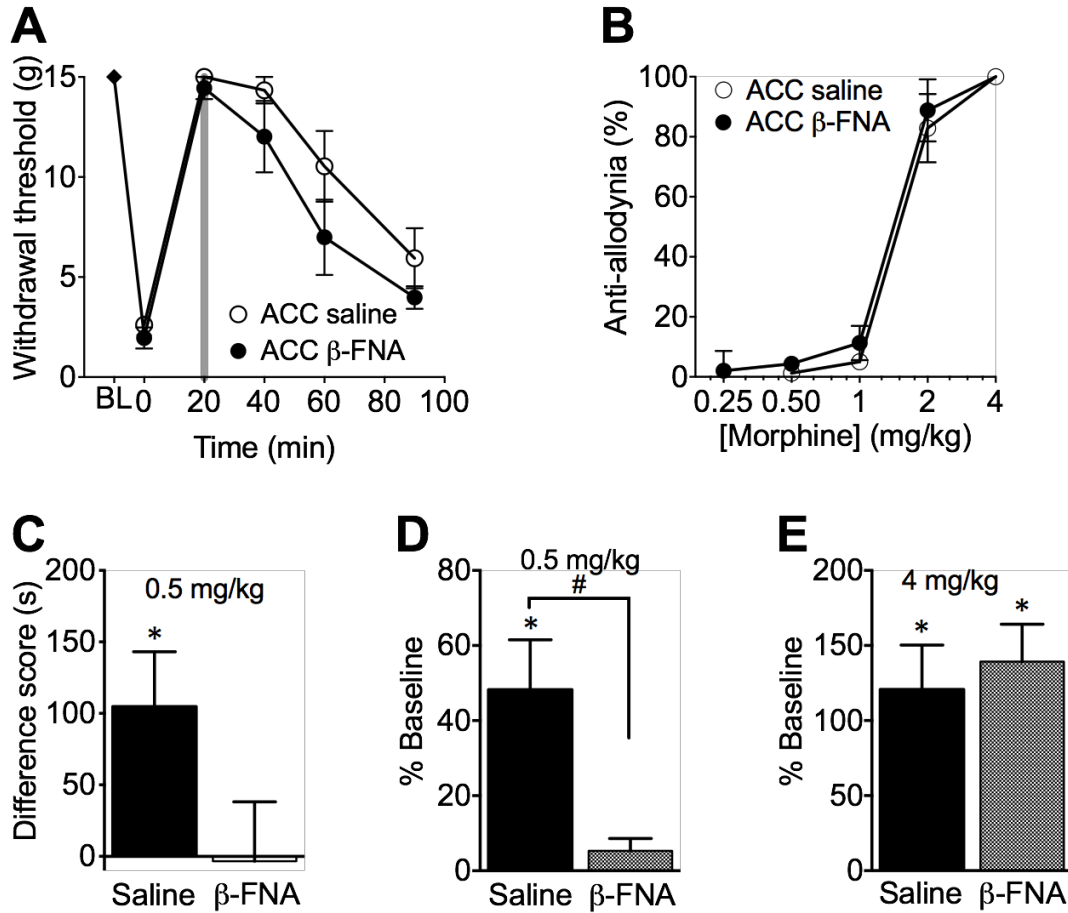 A
Withdrawal threshold (g)
15
10
5
0
BL 0 20 40 60 80 100
Time (min)
ACC saline
ACC β-FNA
B
Anti-allodynia (%)
100
80
60
40
20
0
ACC saline
ACC β-FNA
0.25 0.50 1 2 4
[Morphine] (mg/kg)
C
Difference score (s)
200
150
100
50
0
0.5 mg/kg
*
Saline β-FNA
D
% Baseline
80
60
40
20
0
0.5 mg/kg
#
*
Saline β-FNA
E
% Baseline
200
150
100
50
0
4 mg/kg
* *
Saline β-FNA